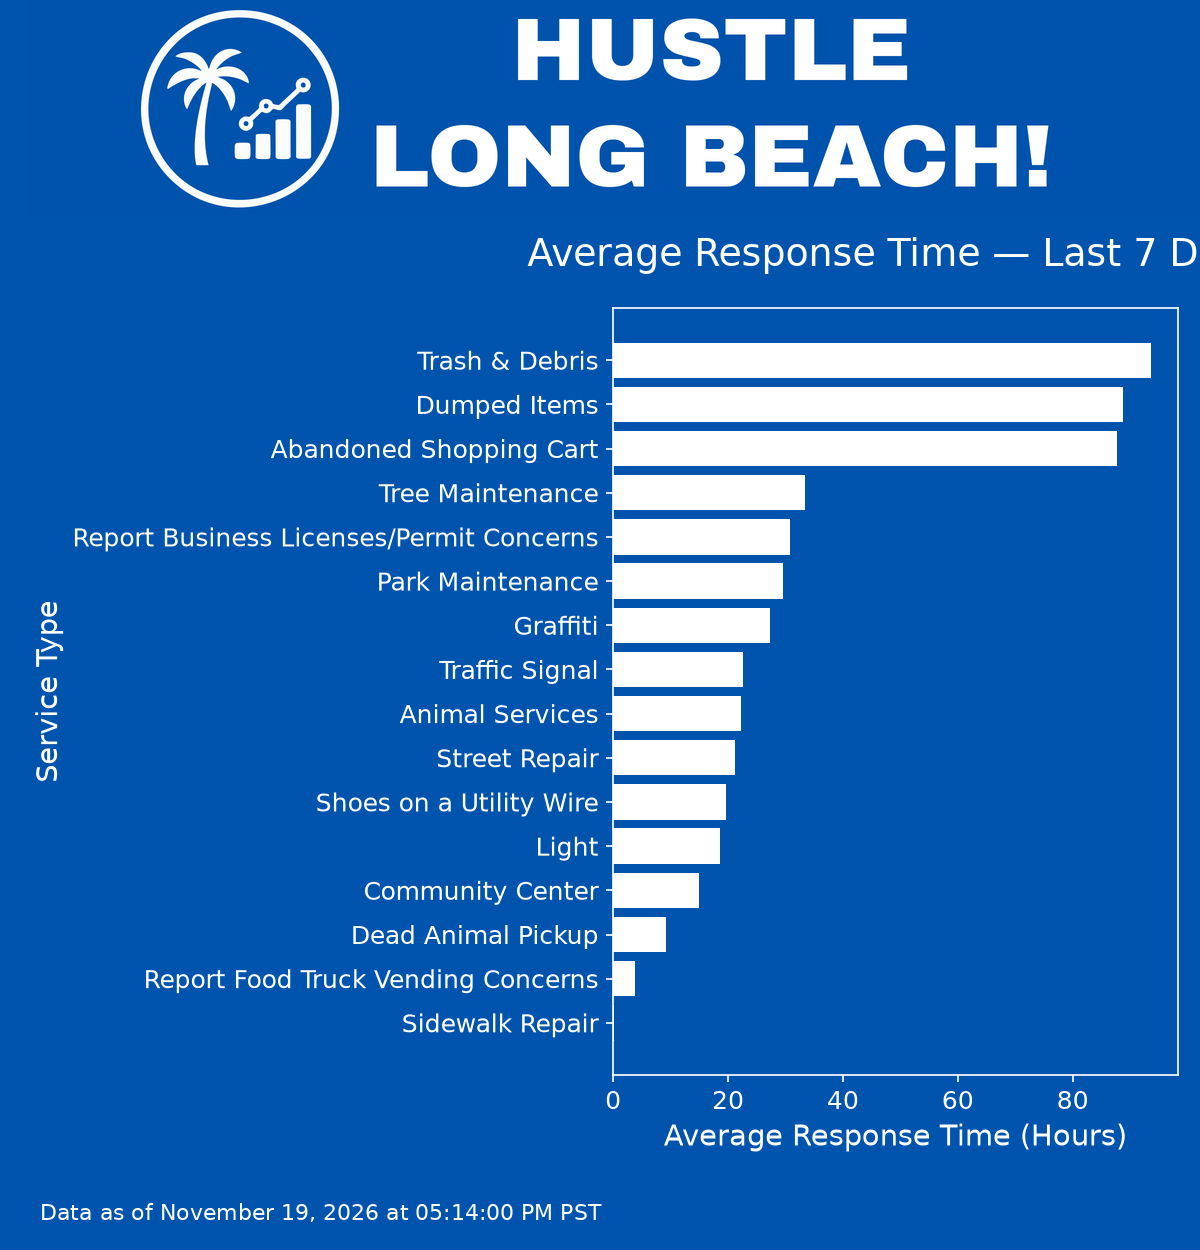 HUSTLE
LONG BEACH!
Average Response Time — Last 7 D
Trash & Debris
Dumped Items
Abandoned Shopping Cart
Tree Maintenance
Report Business Licenses/Permit Concerns
Park Maintenance
Graffiti
Traffic Signal
Animal Services
Street Repair
Shoes on a Utility Wire
Light
Community Center
Dead Animal Pickup
Report Food Truck Vending Concerns
Sidewalk Repair
Service Type
0 20 40 60 80
Average Response Time (Hours)
Data as of November 19, 2026 at 05:14:00 PM PST